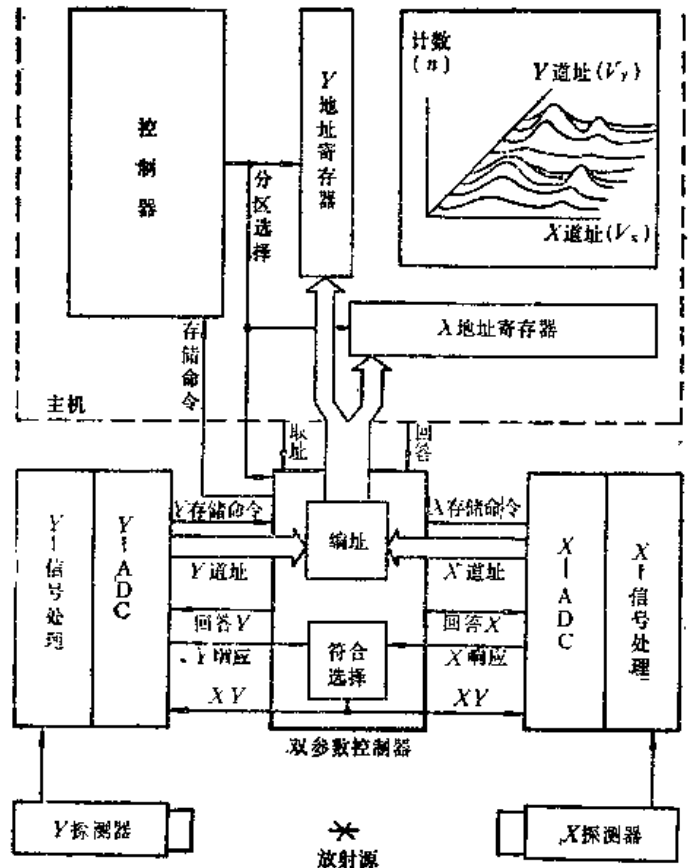 控制器
Y地址寄存器
计数
(n)
Y道址(Vy)
X道址(Vx)
分区选择
X地址寄存器
存储命令
主机
取址
回答
Y-信号处理
Y-ADC
Y存储命令
Y道址
回答Y
Y响应
XY
编址
符合
选择
双参数控制器
X存储命令
X道址
回答X
X响应
XY
X-ADC
X-信号处理
Y探测器
放射源
X探测器